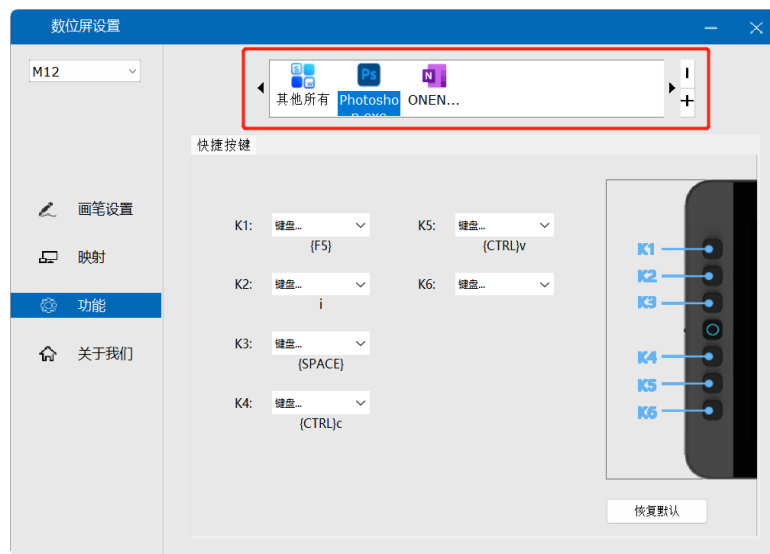 数位屏设置
M12
其他所有
Photosho
ONEN...
快捷按键
画笔设置
映射
功能
关于我们
K1: 键盘...
{F5}
K2: 键盘...
i
K3: 键盘...
{SPACE}
K4: 键盘...
{CTRL}c
K5: 键盘...
{CTRL}v
K6: 键盘...
K1
K2
K3
K4
K5
K6
恢复默认